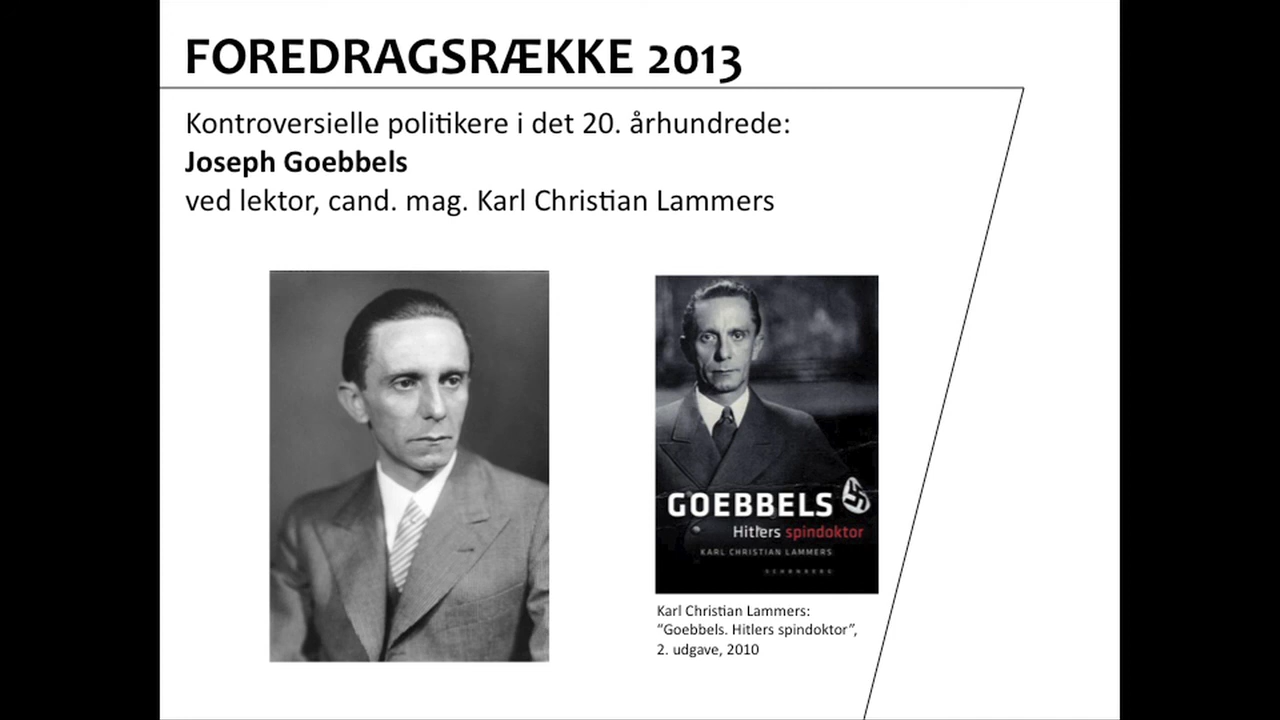 FOREDRAGSRÆKKE 2013
Kontroversielle politikere i det 20. århundrede:
Joseph Goebbels
ved lektor, cand. mag. Karl Christian Lammers
GOEBBELS
Hitlers spindoktor
KARL CHRISTIAN LAMMERS
SCHØNBERG
Karl Christian Lammers:
“Goebbels. Hitlers spindoktor”,
2. udgave, 2010